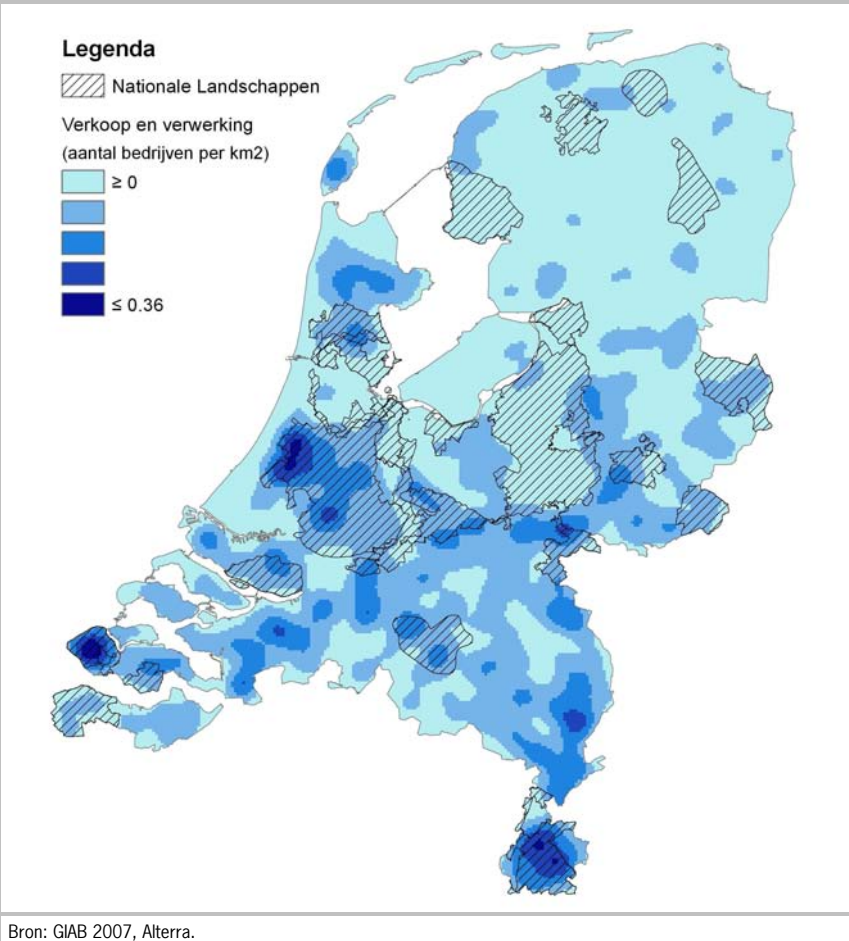 Legenda
Nationale Landschappen
Verkoop en verwerking
(aantal bedrijven per km2)
≥ 0
≤ 0.36
Bron: GIAB 2007, Alterra.